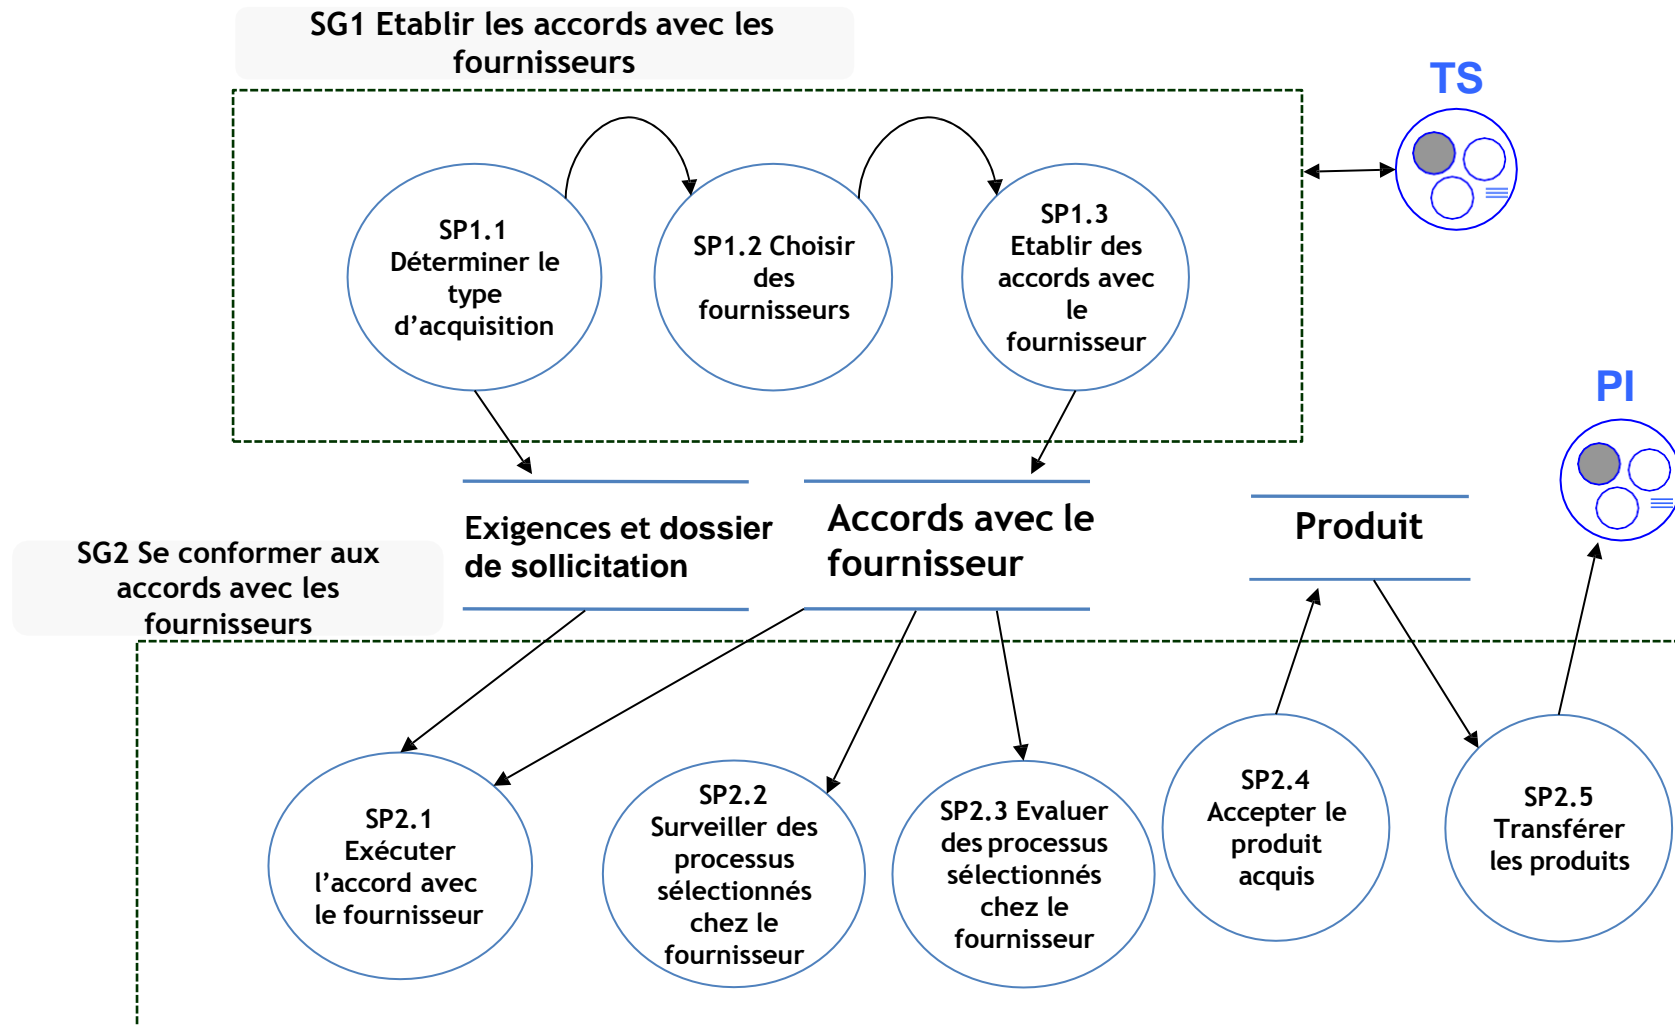 SG1 Etablir les accords avec les
fournisseurs
TS
SP1.1
Déterminer le
type
d’acquisition
SP1.2 Choisir
des
fournisseurs
SP1.3
Etablir des
accords avec
le
fournisseur
PI
Exigences et dossier
de sollicitation
Accords avec le
fournisseur
Produit
SG2 Se conformer aux
accords avec les
fournisseurs
SP2.1
Exécuter
l’accord avec
le fournisseur
SP2.2
Surveiller des
processus
sélectionnés
chez le
fournisseur
SP2.3 Evaluer
des processus
sélectionnés
chez le
fournisseur
SP2.4
Accepter le
produit
acquis
SP2.5
Transférer
les produits